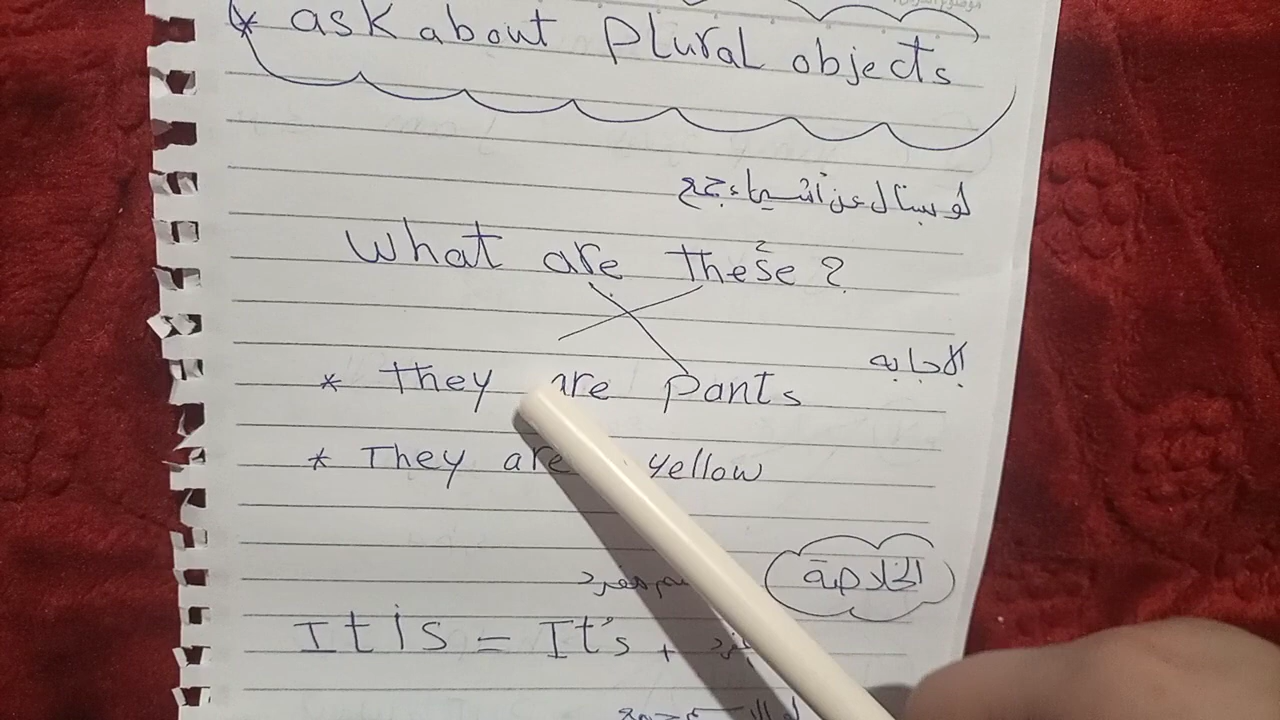 * ask about Plural objects
لو بسأل عن أشياء جمع
What are these ?
الاجابه
* They are pants
* They are yellow
الخلاصة
It is = It's +